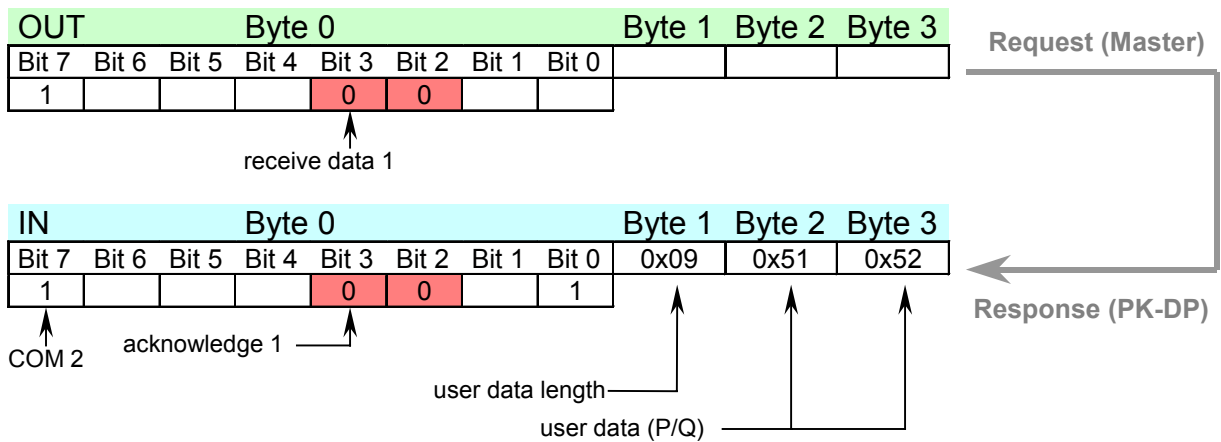 OUT Byte 0 Byte 1 Byte 2 Byte 3
Request (Master)
Bit 7 Bit 6 Bit 5 Bit 4 Bit 3 Bit 2 Bit 1 Bit 0
1 0 0
receive data 1
IN Byte 0 Byte 1 Byte 2 Byte 3
Bit 7 Bit 6 Bit 5 Bit 4 Bit 3 Bit 2 Bit 1 Bit 0 0x09 0x51 0x52
1 0 0 1
Response (PK-DP)
COM 2
acknowledge 1
user data length
user data (P/Q)